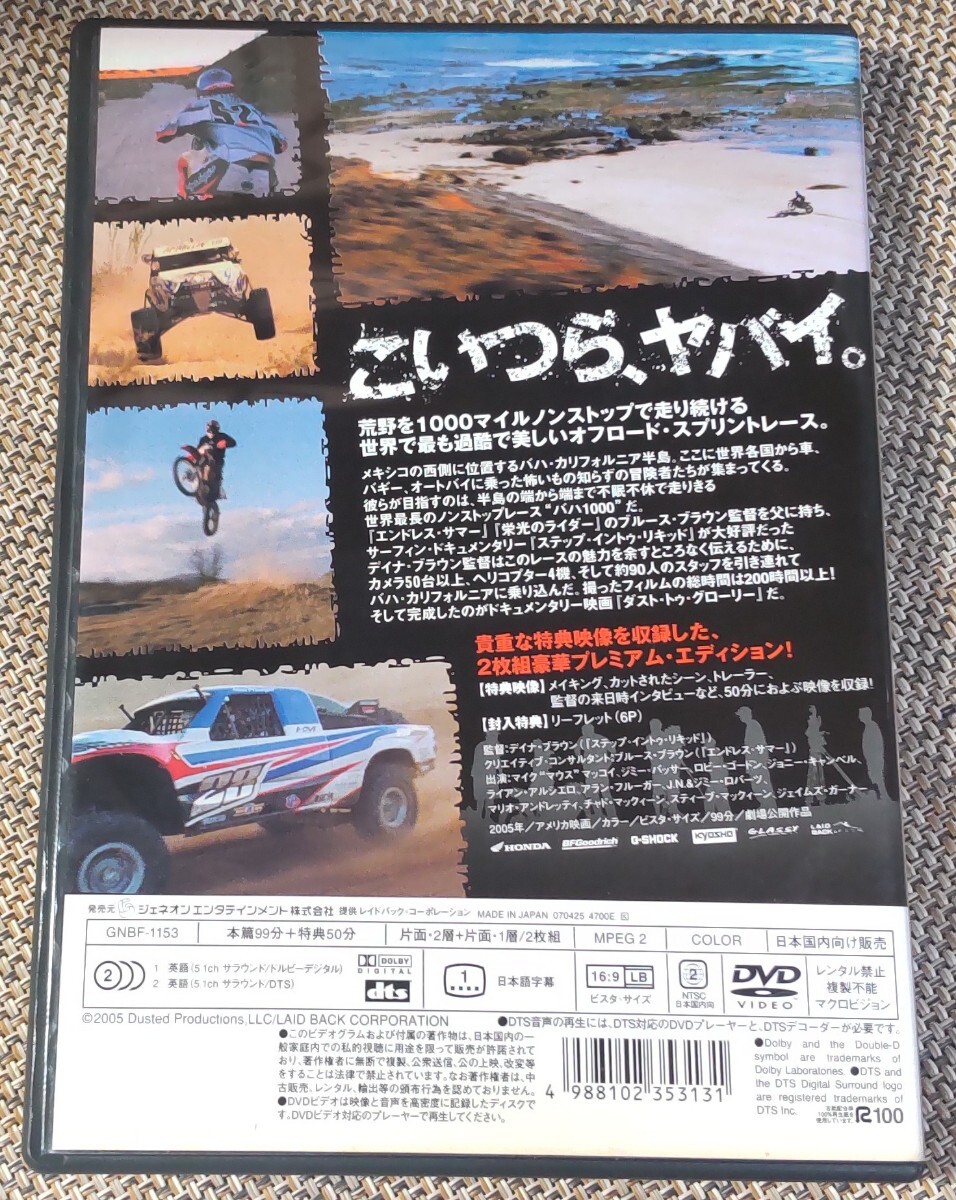 こいつら、ヤバイ。
荒野を1000マイルノンストップで走り続ける
世界で最も過酷で美しいオフロード・スプリントレース。
メキシコの西側に位置するバハ・カリフォルニア半島。ここに世界各国から車、
バギー、オートバイに乗った怖いもの知らずの冒険者たちが集まってくる。
彼らが目指すのは、半島の端から端まで不眠不休で走りきる
世界最長のノンストップレース“バハ1000”だ。
『エンドレス・サマー』『栄光のライダー』のブルース・ブラウン監督を父に持ち、
サーフィン・ドキュメンタリー『ステップ・イントゥ・リキッド』が大好評だった
デイナ・ブラウン監督はこのレースの魅力を余すところなく伝えるために、
カメラ50台以上、ヘリコプター4機、そして約90人のスタッフを引き連れて
バハ・カリフォルニアに乗り込んだ。撮ったフィルムの総時間は200時間以上!
そして完成したのがドキュメンタリー映画『ダスト・トゥ・グローリー』だ。
貴重な特典映像を収録した、
2枚組豪華プレミアム・エディション!
【特典映像】メイキング、カットされたシーン、トレーラー、
監督の来日時インタビューなど、50分におよぶ映像を収録!
【封入特典】リーフレット(6P)
監督:デイナ・ブラウン(『ステップ・イントゥ・リキッド』)
クリエイティブ・コンサルタント:ブルース・ブラウン(『エンドレス・サマー』)
出演:マイク“マウス”マッコイ、ジミー・バッサー、ロビー・ゴードン、ジョニー・キャンベル、
ライアン・アルシエロ、アラン・フルーガー、J.N.&ジミー・ロバーツ、
マリオ・アンドレッティ、チャド・マックィーン、スティーブ・マックィーン、ジェイムズ・ガーナー
2005年/アメリカ映画/カラー/ビスタ・サイズ/99分/劇場公開作品
HONDA BFGoodrich G-SHOCK KYOSHO GLASSY LAID BACK
発売元 ジェネオン エンタテインメント株式会社 提供 レイドバック・コーポレーション MADE IN JAPAN 070425 4700E
GNBF-1153 本篇99分+特典50分 片面・2層+片面・1層/2枚組 MPEG 2 COLOR 日本国内向け販売
2 1 英語(5.1ch サラウンド/ドルビーデジタル)
2 英語(5.1ch サラウンド/DTS)
DOLBY DIGITAL
dts
1 日本語字幕
16:9 LB
ビスタ・サイズ
2
NTSC
日本国内向
DVD VIDEO
レンタル禁止
複製不能
マクロビジョン
©2005 Dusted Productions,LLC/LAID BACK CORPORATION
●DTS音声の再生には、DTS対応のDVDプレーヤーと、DTSデコーダーが必要です。
●このビデオグラムおよび付属の著作物は、日本国内の一
般家庭内での私的視聴に用途を限って販売が許諾されて
おり、著作権者に無断で複製、公衆送信、公の上映、改変等
をすることは法律で禁止されています。なお著作権者は、中
古販売、レンタル、輸出等の頒布行為を認めておりません。
●DVDビデオは映像と音声を高密度に記録したディスクで
す。DVDビデオ対応のプレーヤーで再生してください。
4 988102 353131
●Dolby and the Double-D
symbol are trademarks of
Dolby Laboratories. ●DTS and
the DTS Digital Surround logo
are registered trademarks of
DTS Inc.
古紙配合率
100%再生紙を
使用しています。
R100